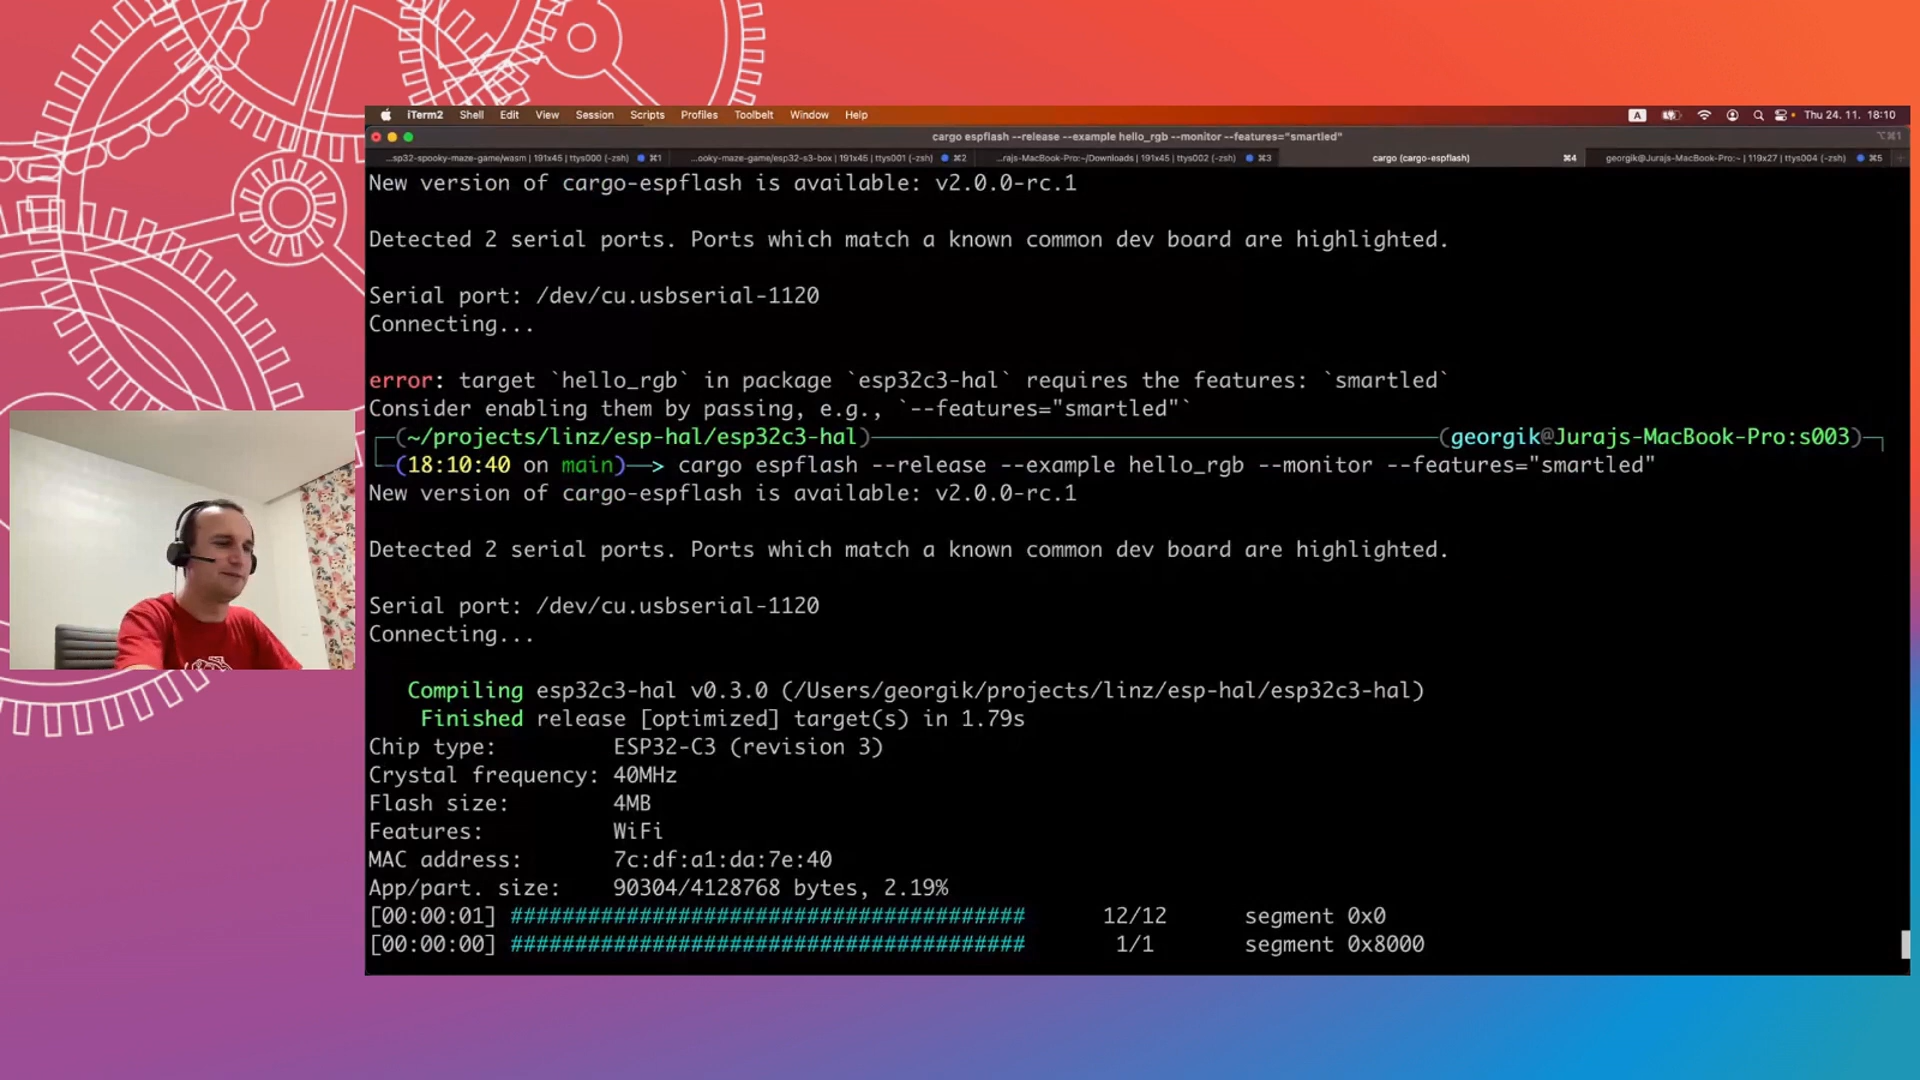 iTerm2 Shell Edit View Session Scripts Profiles Toolbelt Window Help A Thu 24. 11. 18:10
cargo espflash --release --example hello_rgb --monitor --features="smartled" ⌥⌘1
...sp32-spooky-maze-game/wasm | 191x45 | ttys000 (-zsh) ⌘1 ...ooky-maze-game/esp32-s3-box | 191x45 | ttys001 (-zsh) ⌘2 ...rajs-MacBook-Pro:~/Downloads | 191x45 | ttys002 (-zsh) ⌘3 cargo (cargo-espflash) ⌘4 georgik@Jurajs-MacBook-Pro:~ | 119x27 | ttys004 (-zsh) ⌘5
New version of cargo-espflash is available: v2.0.0-rc.1
Detected 2 serial ports. Ports which match a known common dev board are highlighted.
Serial port: /dev/cu.usbserial-1120
Connecting...
error: target `hello_rgb` in package `esp32c3-hal` requires the features: `smartled`
Consider enabling them by passing, e.g., `--features="smartled"`
(~/projects/linz/esp-hal/esp32c3-hal) (georgik@Jurajs-MacBook-Pro:s003)
(18:10:40 on main)──> cargo espflash --release --example hello_rgb --monitor --features="smartled"
New version of cargo-espflash is available: v2.0.0-rc.1
Detected 2 serial ports. Ports which match a known common dev board are highlighted.
Serial port: /dev/cu.usbserial-1120
Connecting...
Compiling esp32c3-hal v0.3.0 (/Users/georgik/projects/linz/esp-hal/esp32c3-hal)
Finished release [optimized] target(s) in 1.79s
Chip type: ESP32-C3 (revision 3)
Crystal frequency: 40MHz
Flash size: 4MB
Features: WiFi
MAC address: 7c:df:a1:da:7e:40
App/part. size: 90304/4128768 bytes, 2.19%
[00:00:01] ######################################## 12/12 segment 0x0
[00:00:00] ######################################## 1/1 segment 0x8000